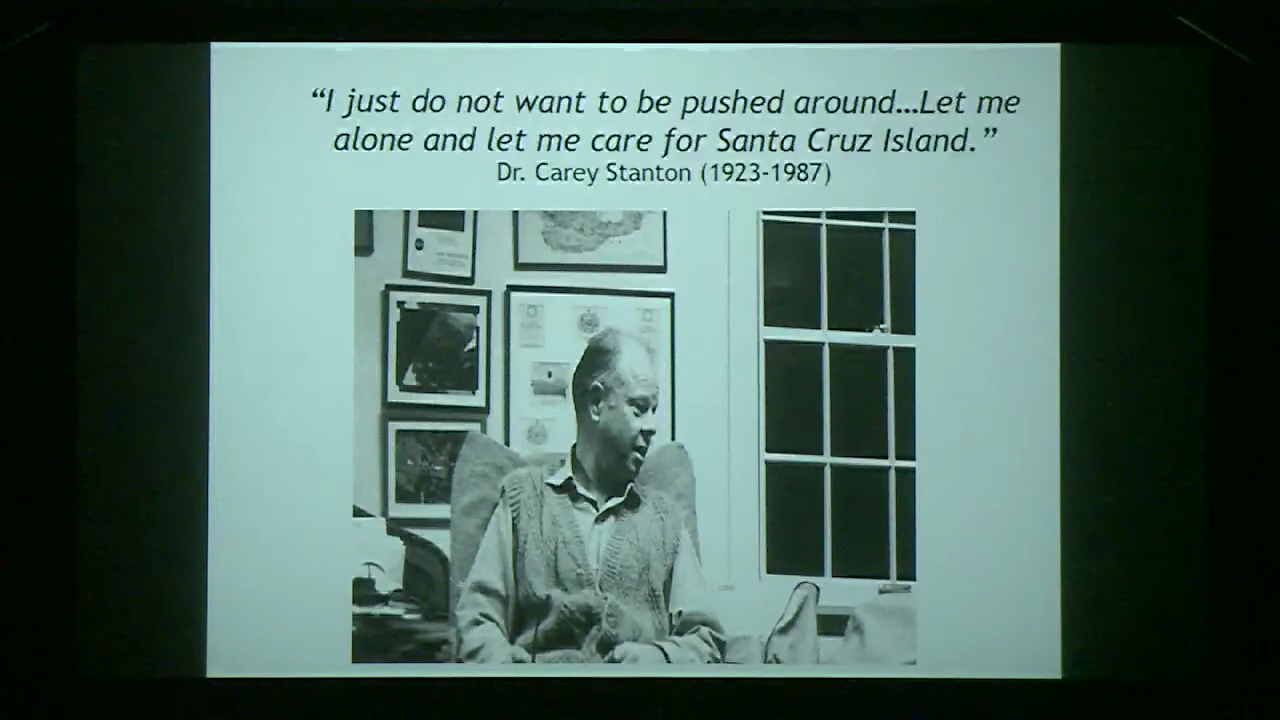 “I just do not want to be pushed around…Let me
alone and let me care for Santa Cruz Island.”
Dr. Carey Stanton (1923-1987)